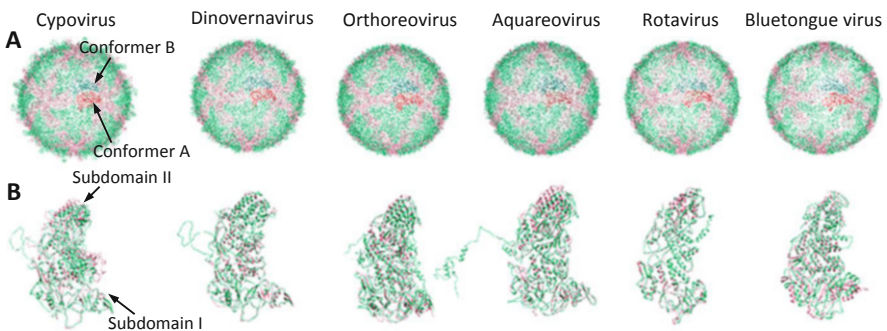 Cypovirus Dinovernavirus Orthoreovirus Aquareovirus Rotavirus Bluetongue virus
A
Conformer B
Conformer A
Subdomain II
B
Subdomain I